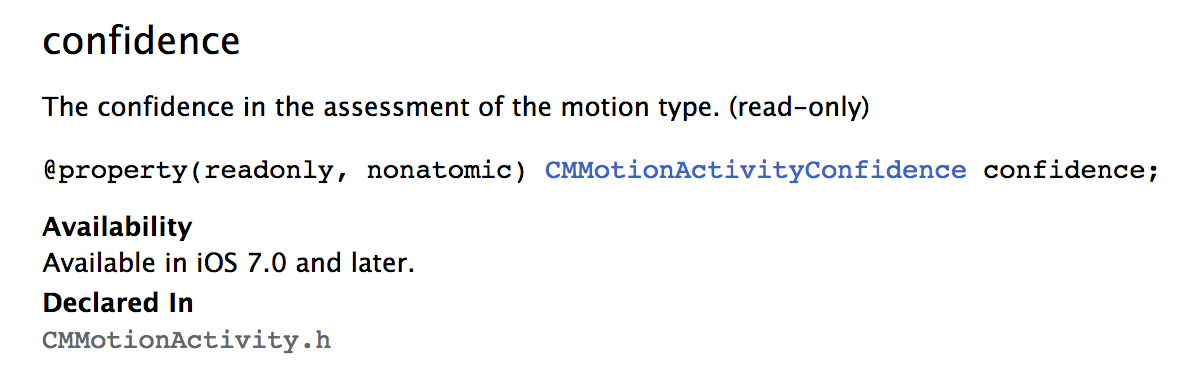 confidence
The confidence in the assessment of the motion type. (read-only)
@property(readonly, nonatomic) CMMotionActivityConfidence confidence;
Availability
Available in iOS 7.0 and later.
Declared In
CMMotionActivity.h